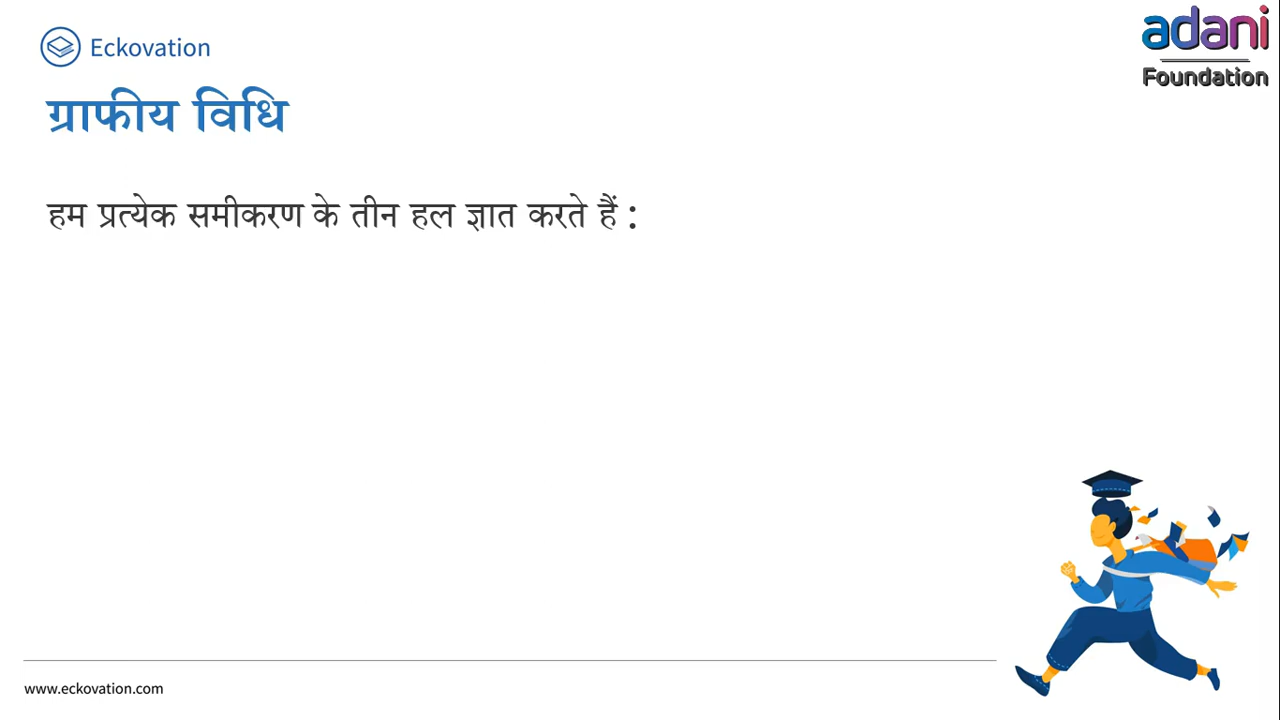 Eckovation
adani
Foundation
ग्राफीय विधि
हम प्रत्येक समीकरण के तीन हल ज्ञात करते हैं :
www.eckovation.com